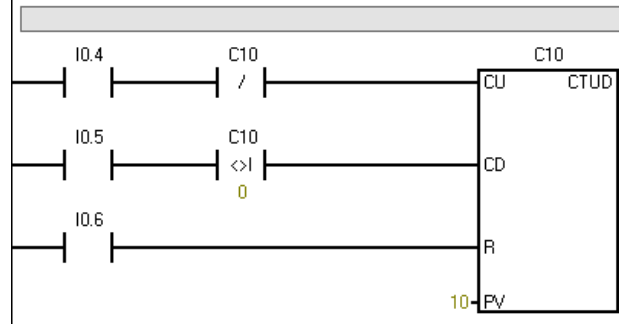 I0.4 C10 C10
/ CU CTUD
I0.5 C10
<>I CD
0
I0.6
R
10 PV